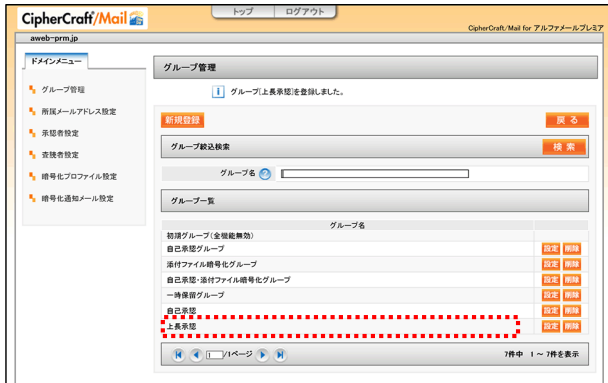 CipherCraft/Mail
トップ ログアウト
CipherCraft/Mail for アルファメールプレミア
aweb-prm.jp
ドメインメニュー
グループ管理
所属メールアドレス設定
承認者設定
査閲者設定
暗号化プロファイル設定
暗号化通知メール設定
グループ管理
i グループ[上長承認]を登録しました。
新規登録 戻る
グループ絞込検索 検索
グループ名 ?
グループ一覧
グループ名
初期グループ(全機能無効)
自己承認グループ 設定 削除
添付ファイル暗号化グループ 設定 削除
自己承認・添付ファイル暗号化グループ 設定 削除
一時保留グループ 設定 削除
自己承認 設定 削除
上長承認 設定 削除
1/1ページ 7件中 1 ~ 7件を表示